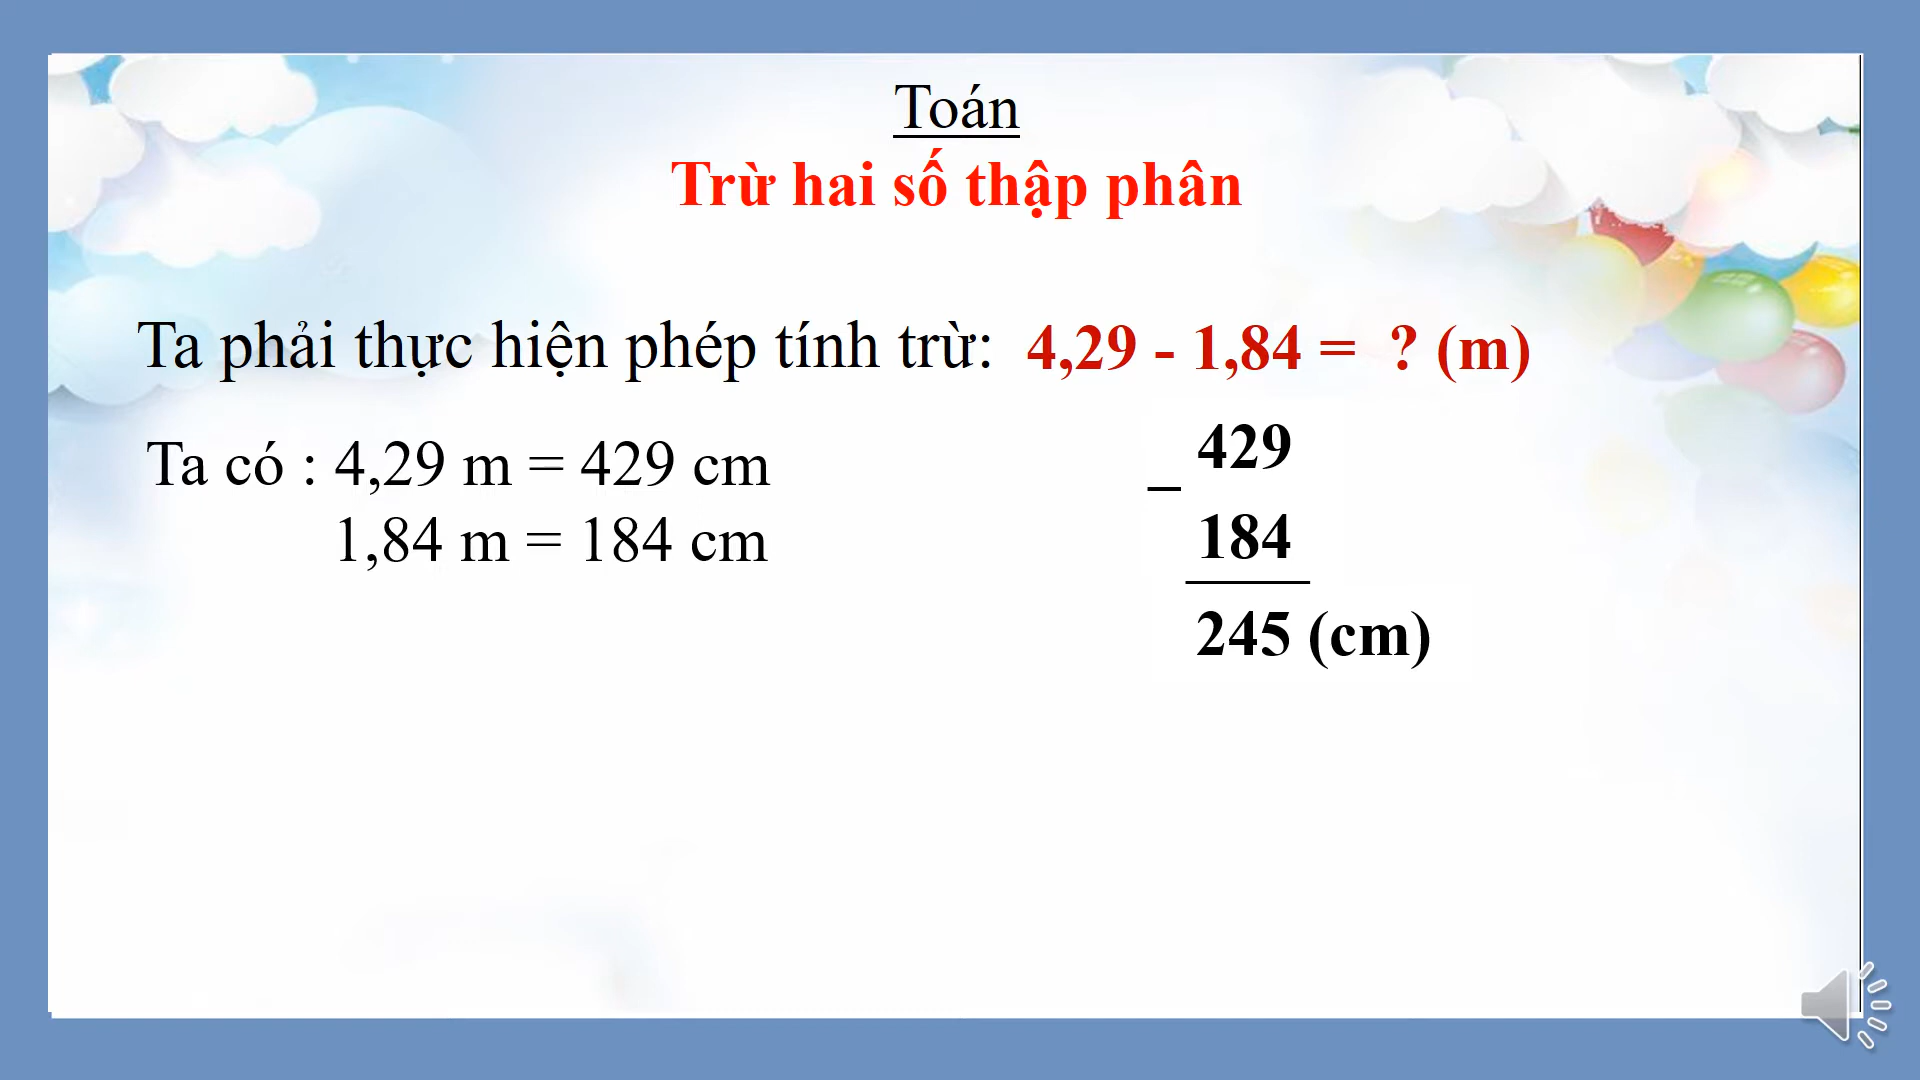 Toán
Trừ hai số thập phân
Ta phải thực hiện phép tính trừ: 4,29 - 1,84 = ? (m)
Ta có : 4,29 m = 429 cm
1,84 m = 184 cm
429
_
184
245 (cm)